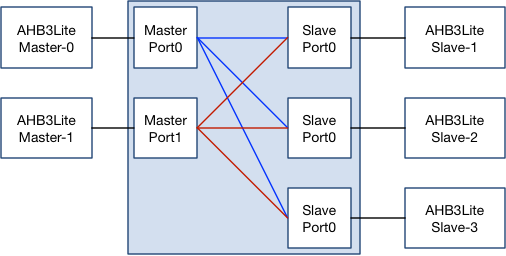 AHB3Lite
Master-0
Master
Port0
Slave
Port0
AHB3Lite
Slave-1
AHB3Lite
Master-1
Master
Port1
Slave
Port0
AHB3Lite
Slave-2
Slave
Port0
AHB3Lite
Slave-3